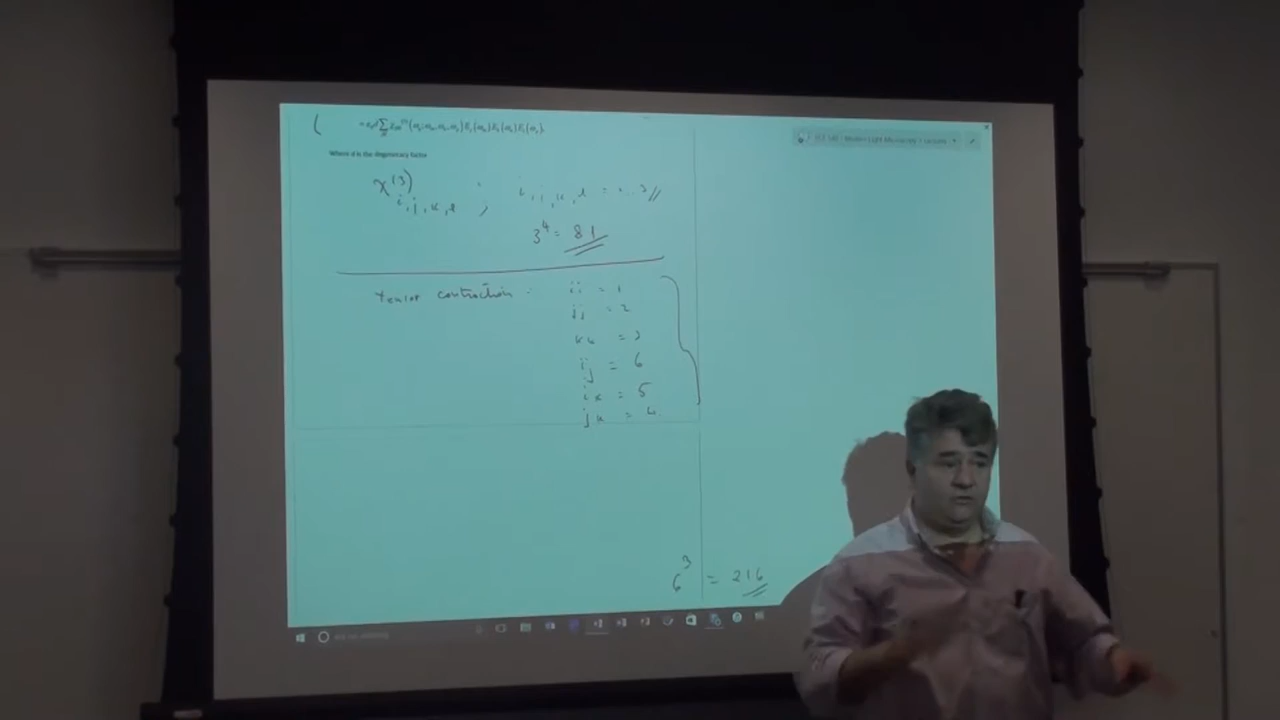 Where d is the degeneracy factor
χ(3) i,j,k,l ; i,j,k,l = 1...3
3^4 = 81
Tensor contraction :
ii = 1
jj = 2
kk = 3
ij = 6
ik = 5
jk = 4
6^3 = 216